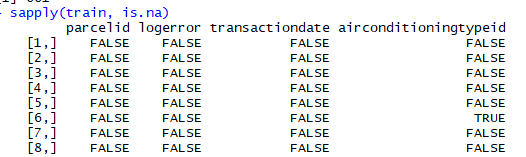 > sapply(train, is.na)
parcelid logerror transactiondate airconditioningtypeid
[1,] FALSE FALSE FALSE FALSE
[2,] FALSE FALSE FALSE FALSE
[3,] FALSE FALSE FALSE FALSE
[4,] FALSE FALSE FALSE FALSE
[5,] FALSE FALSE FALSE FALSE
[6,] FALSE FALSE FALSE TRUE
[7,] FALSE FALSE FALSE FALSE
[8,] FALSE FALSE FALSE FALSE